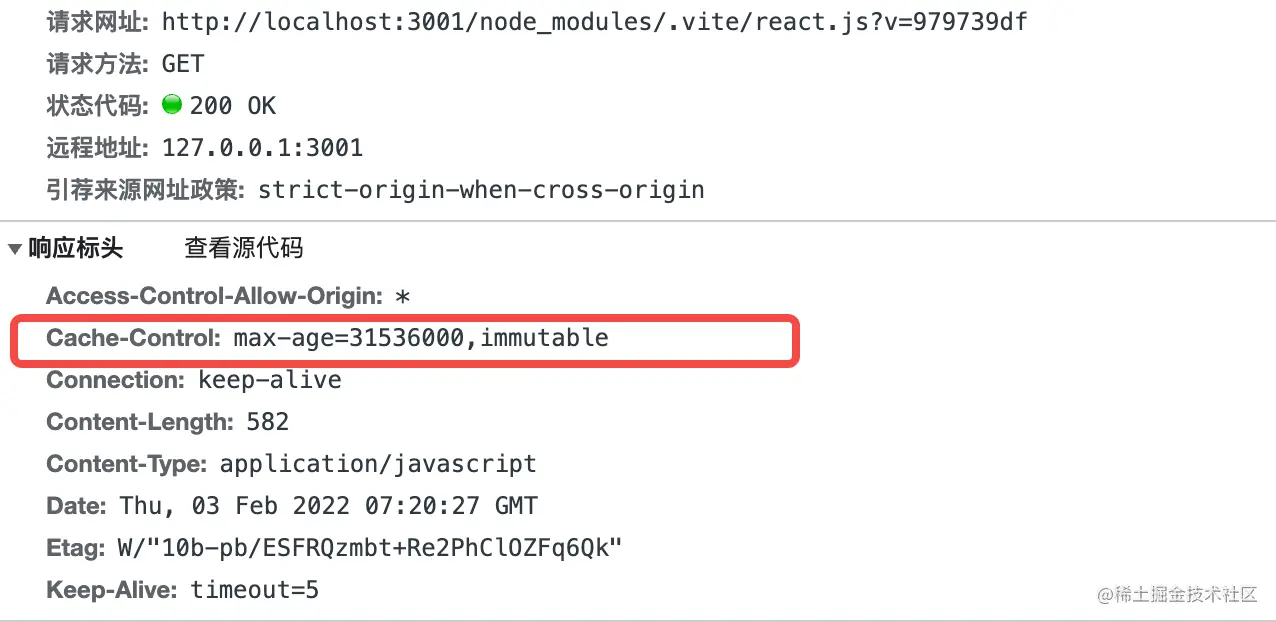 请求网址: http://localhost:3001/node_modules/.vite/react.js?v=979739df
请求方法: GET
状态代码: 200 OK
远程地址: 127.0.0.1:3001
引荐来源网址政策: strict-origin-when-cross-origin
响应标头 查看源代码
Access-Control-Allow-Origin: *
Cache-Control: max-age=31536000,immutable
Connection: keep-alive
Content-Length: 582
Content-Type: application/javascript
Date: Thu, 03 Feb 2022 07:20:27 GMT
Etag: W/"10b-pb/ESFRQzmbt+Re2PhClOZFq6Qk"
Keep-Alive: timeout=5
@稀土掘金技术社区